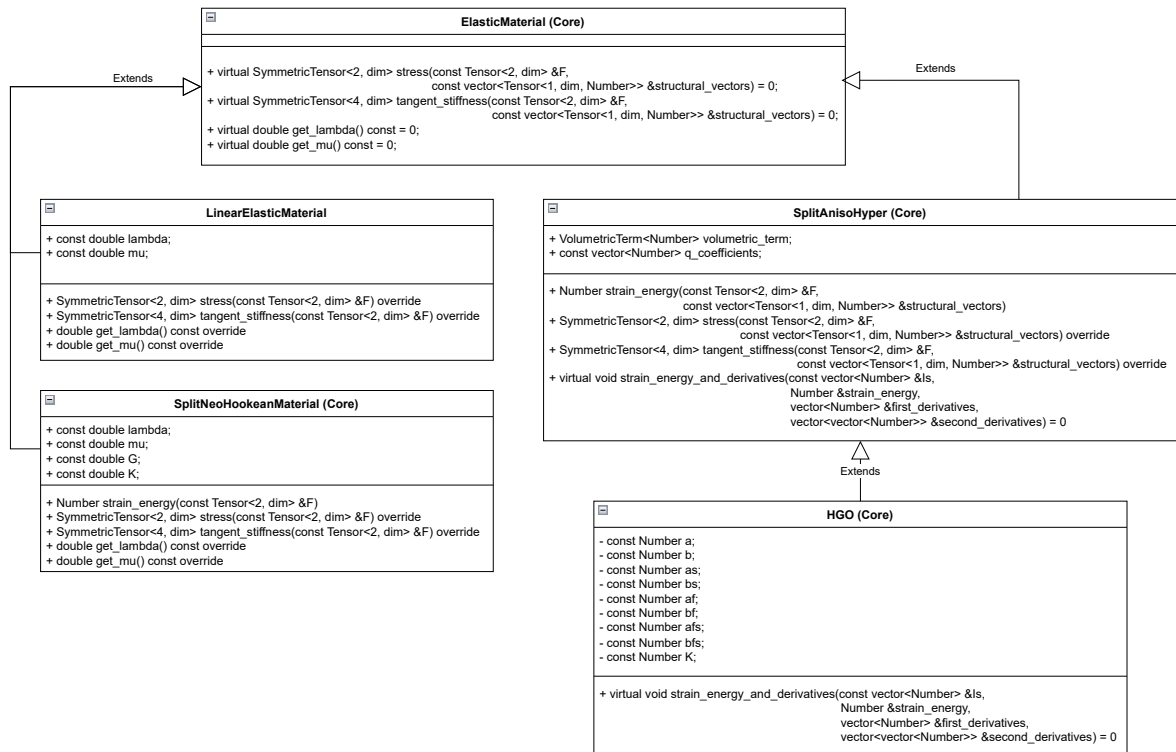 ElasticMaterial (Core)
+ virtual SymmetricTensor<2, dim> stress(const Tensor<2, dim> &F,
const vector<Tensor<1, dim, Number>> &structural_vectors) = 0;
+ virtual SymmetricTensor<4, dim> tangent_stiffness(const Tensor<2, dim> &F,
const vector<Tensor<1, dim, Number>> &structural_vectors) = 0;
+ virtual double get_lambda() const = 0;
+ virtual double get_mu() const = 0;
Extends
Extends
LinearElasticMaterial
+ const double lambda;
+ const double mu;
+ SymmetricTensor<2, dim> stress(const Tensor<2, dim> &F) override
+ SymmetricTensor<4, dim> tangent_stiffness(const Tensor<2, dim> &F) override
+ double get_lambda() const override
+ double get_mu() const override
SplitNeoHookeanMaterial (Core)
+ const double lambda;
+ const double mu;
+ const double G;
+ const double K;
+ Number strain_energy(const Tensor<2, dim> &F)
+ SymmetricTensor<2, dim> stress(const Tensor<2, dim> &F) override
+ SymmetricTensor<4, dim> tangent_stiffness(const Tensor<2, dim> &F) override
+ double get_lambda() const override
+ double get_mu() const override
SplitAnisoHyper (Core)
+ VolumetricTerm<Number> volumetric_term;
+ const vector<Number> q_coefficients;
+ Number strain_energy(const Tensor<2, dim> &F,
const vector<Tensor<1, dim, Number>> &structural_vectors)
+ SymmetricTensor<2, dim> stress(const Tensor<2, dim> &F,
const vector<Tensor<1, dim, Number>> &structural_vectors) override
+ SymmetricTensor<4, dim> tangent_stiffness(const Tensor<2, dim> &F,
const vector<Tensor<1, dim, Number>> &structural_vectors) override
+ virtual void strain_energy_and_derivatives(const vector<Number> &Is,
Number &strain_energy,
vector<Number> &first_derivatives,
vector<vector<Number>> &second_derivatives) = 0
Extends
HGO (Core)
- const Number a;
- const Number b;
- const Number as;
- const Number bs;
- const Number af;
- const Number bf;
- const Number afs;
- const Number bfs;
- const Number K;
+ virtual void strain_energy_and_derivatives(const vector<Number> &Is,
Number &strain_energy,
vector<Number> &first_derivatives,
vector<vector<Number>> &second_derivatives) = 0